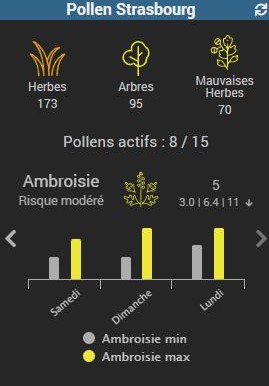 Pollen Strasbourg
Herbes
173
Arbres
95
Mauvaises
Herbes
70
Pollens actifs : 8 / 15
Ambroisie
Risque modéré
5
3.0 | 6.4 | 11
Samedi
Dimanche
Lundi
Ambroisie min
Ambroisie max